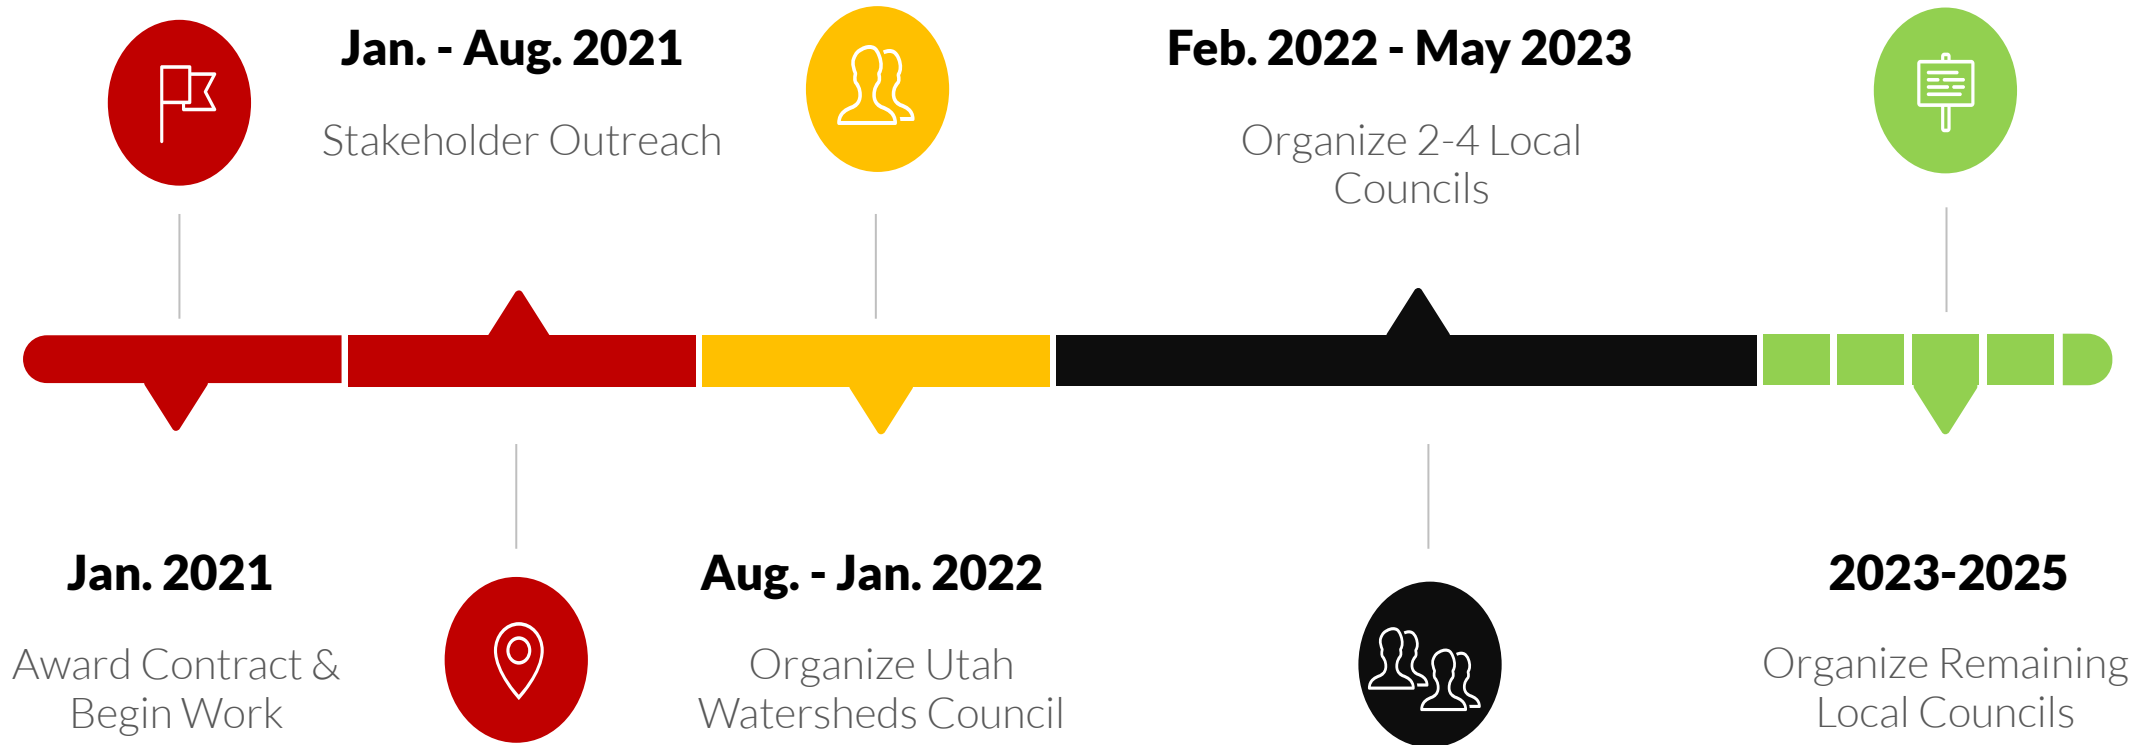 Jan. - Aug. 2021
Stakeholder Outreach
Feb. 2022 - May 2023
Organize 2-4 Local
Councils
Jan. 2021
Award Contract &
Begin Work
Aug. - Jan. 2022
Organize Utah
Watersheds Council
2023-2025
Organize Remaining
Local Councils